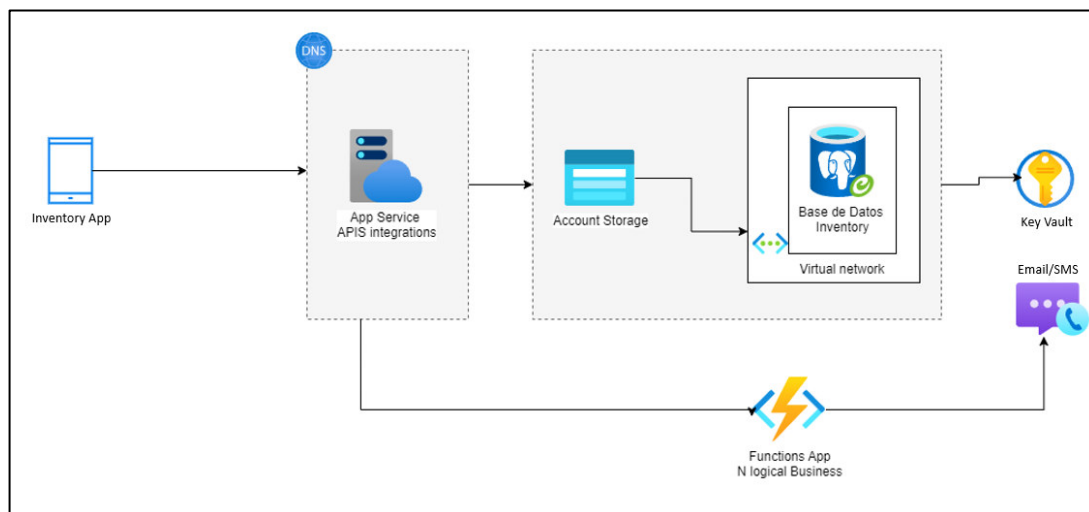 DNS
Inventory App
App Service
APIS integrations
Account Storage
Base de Datos
Inventory
Virtual network
Key Vault
Email/SMS
Functions App
N logical Business